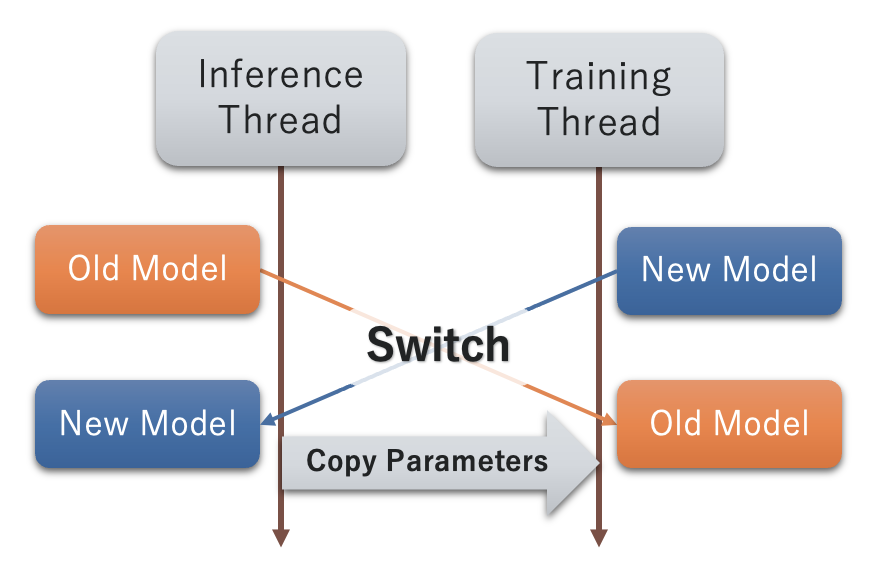 Inference
Thread
Training
Thread
Old Model
New Model
Switch
New Model
Old Model
Copy Parameters